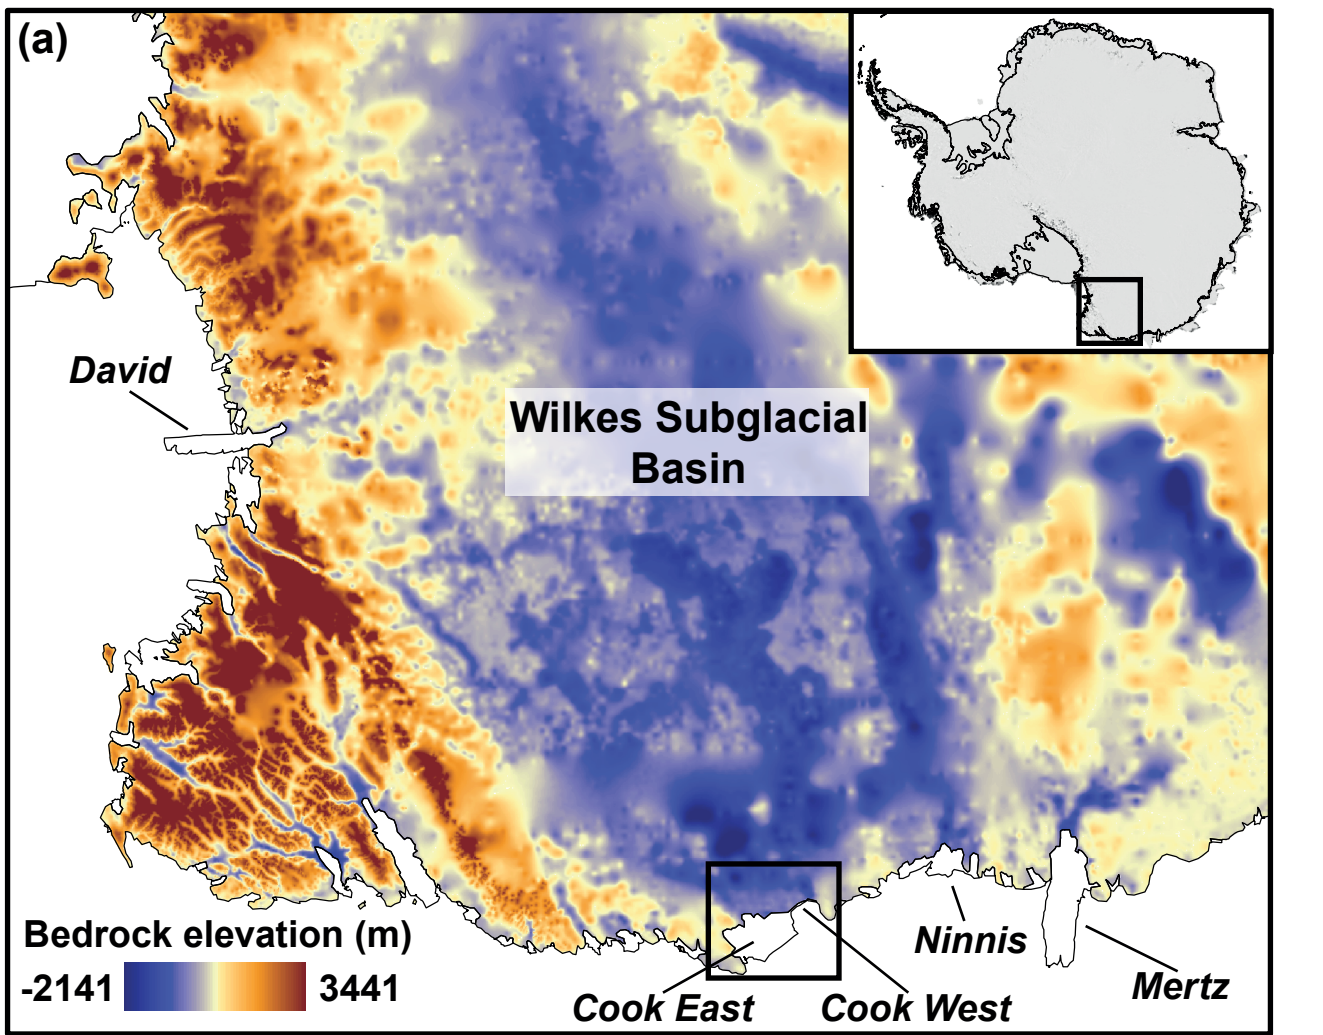 (a)
David
Wilkes Subglacial
Basin
Bedrock elevation (m)
-2141
3441
Cook East
Cook West
Ninnis
Mertz